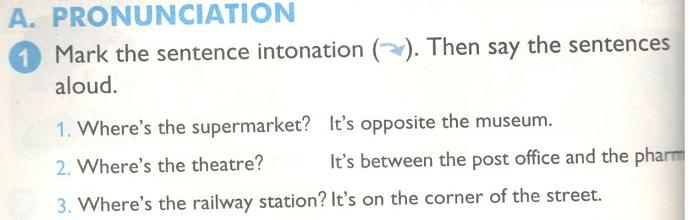 A. PRONUNCIATION
1 Mark the sentence intonation (↘). Then say the sentences
aloud.
1. Where's the supermarket? It's opposite the museum.
2. Where's the theatre? It's between the post office and the pharm
3. Where's the railway station? It's on the corner of the street.